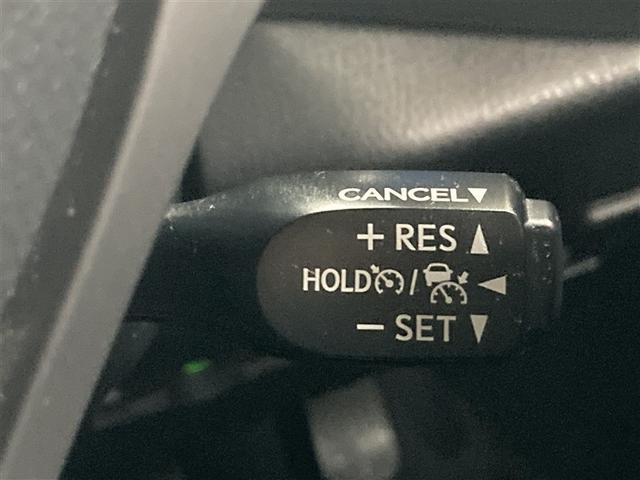 CANCEL▼
+ RES ▲
HOLD / ◀
− SET ▼